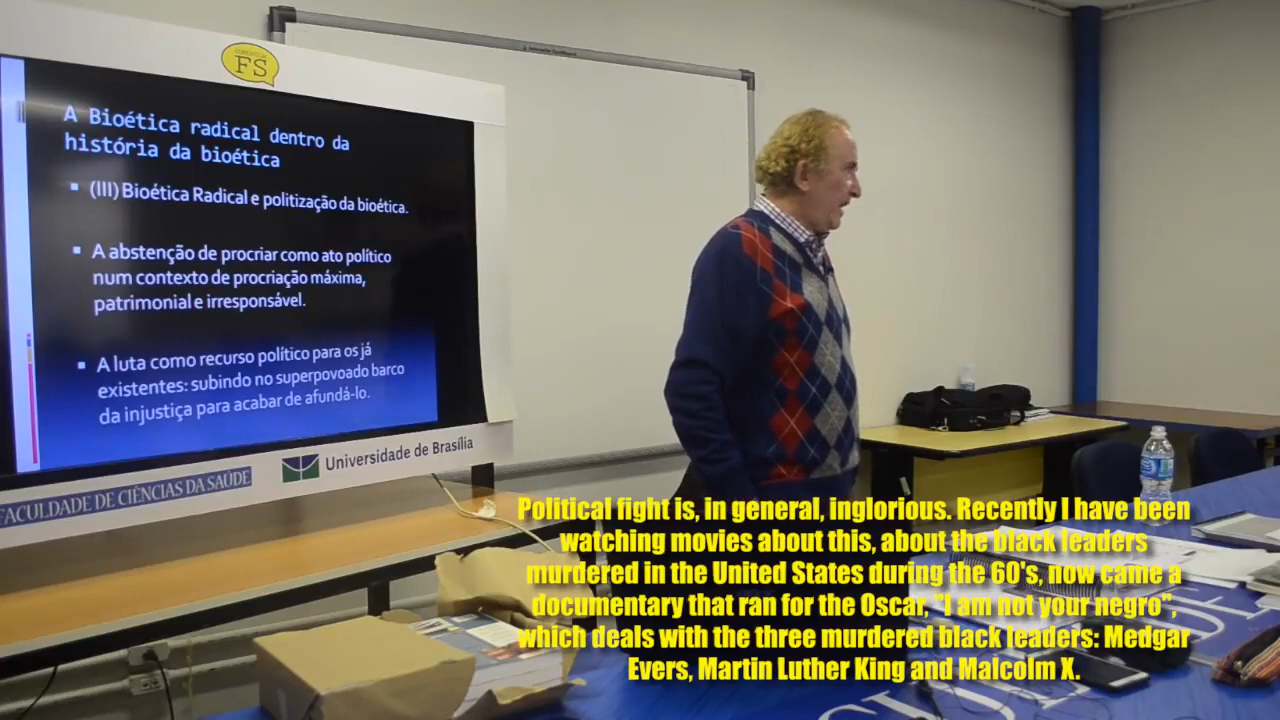 FS
A Bioética radical dentro da
história da bioética
(III) Bioética Radical e politização da bioética.
A abstenção de procriar como ato político
num contexto de procriação máxima,
patrimonial e irresponsável.
A luta como recurso político para os já
existentes: subindo no superpovoado barco
da injustiça para acabar de afundá-lo.
FACULDADE DE CIÊNCIAS DA SAÚDE
Universidade de Brasília
Political fight is, in general, inglorious. Recently I have been
watching movies about this, about the black leaders
murdered in the United States during the 60's, now came a
documentary that ran for the Oscar, "I am not your negro",
which deals with the three murdered black leaders: Medgar
Evers, Martin Luther King and Malcolm X.